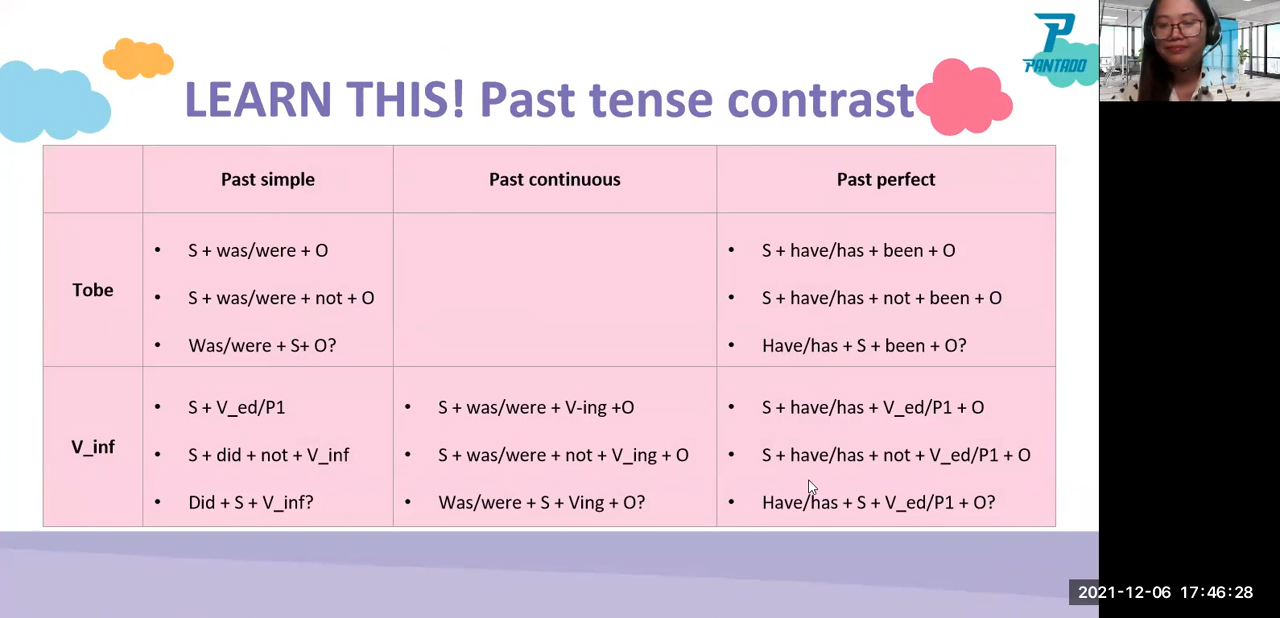 PANTADO
LEARN THIS! Past tense contrast
Past simple
Past continuous
Past perfect
Tobe
• S + was/were + O
• S + was/were + not + O
• Was/were + S+ O?
• S + have/has + been + O
• S + have/has + not + been + O
• Have/has + S + been + O?
V_inf
• S + V_ed/P1
• S + did + not + V_inf
• Did + S + V_inf?
• S + was/were + V-ing +O
• S + was/were + not + V_ing + O
• Was/were + S + Ving + O?
• S + have/has + V_ed/P1 + O
• S + have/has + not + V_ed/P1 + O
• Have/has + S + V_ed/P1 + O?
2021-12-06 17:46:28